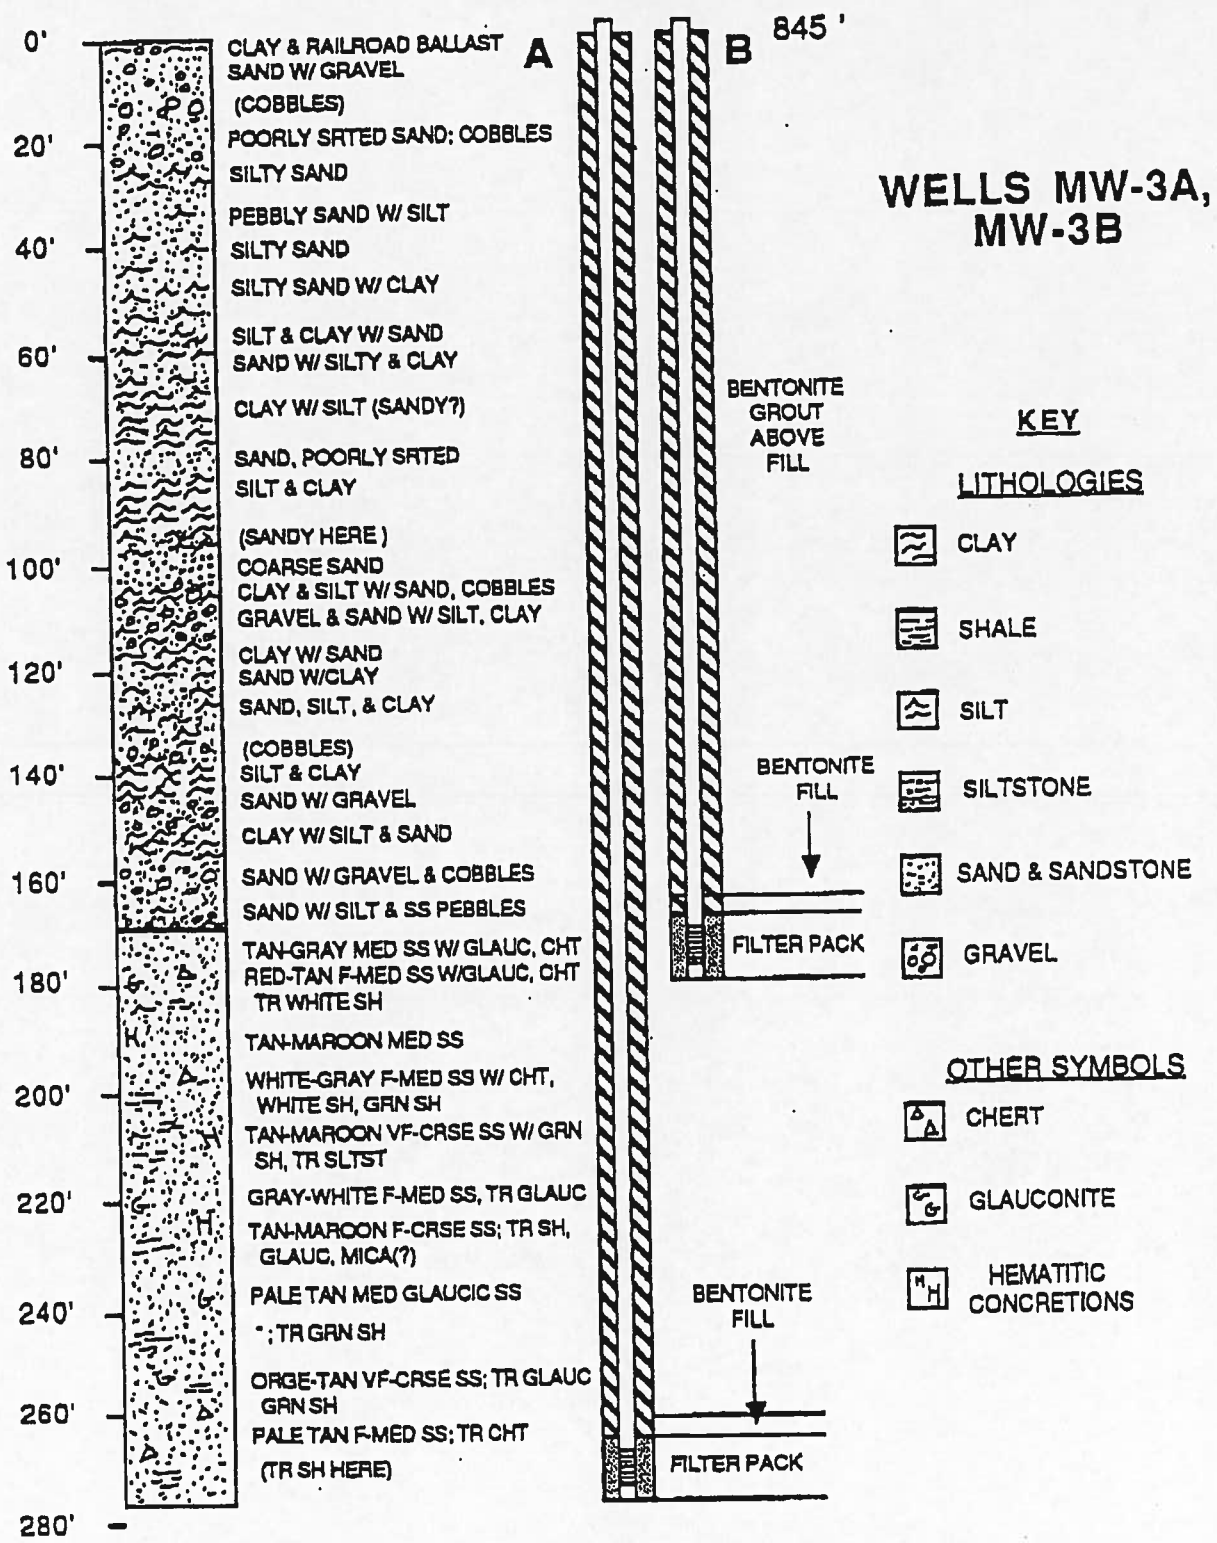 845 '
A
B
WELLS MW-3A,
MW-3B
0'
20'
40'
60'
80'
100'
120'
140'
160'
180'
200'
220'
240'
260'
280'
CLAY & RAILROAD BALLAST
SAND W/ GRAVEL
(COBBLES)
POORLY SRTED SAND; COBBLES
SILTY SAND
PEBBLY SAND W/ SILT
SILTY SAND
SILTY SAND W/ CLAY
SILT & CLAY W/ SAND
SAND W/ SILTY & CLAY
CLAY W/ SILT (SANDY?)
SAND, POORLY SRTED
SILT & CLAY
(SANDY HERE )
COARSE SAND
CLAY & SILT W/ SAND, COBBLES
GRAVEL & SAND W/ SILT, CLAY
CLAY W/ SAND
SAND W/CLAY
SAND, SILT, & CLAY
(COBBLES)
SILT & CLAY
SAND W/ GRAVEL
CLAY W/ SILT & SAND
SAND W/ GRAVEL & COBBLES
SAND W/ SILT & SS PEBBLES
TAN-GRAY MED SS W/ GLAUC, CHT
RED-TAN F-MED SS W/GLAUC, CHT
TR WHITE SH
TAN-MAROON MED SS
WHITE-GRAY F-MED SS W/ CHT,
WHITE SH, GRN SH
TAN-MAROON VF-CRSE SS W/ GRN
SH, TR SLTST
GRAY-WHITE F-MED SS, TR GLAUC
TAN-MAROON F-CRSE SS; TR SH,
GLAUC, MICA(?)
PALE TAN MED GLAUCIC SS
"; TR GRN SH
ORGE-TAN VF-CRSE SS; TR GLAUC
GRN SH
PALE TAN F-MED SS; TR CHT
(TR SH HERE)
BENTONITE
GROUT
ABOVE
FILL
BENTONITE
FILL
FILTER PACK
BENTONITE
FILL
FILTER PACK
KEY
LITHOLOGIES
CLAY
SHALE
SILT
SILTSTONE
SAND & SANDSTONE
GRAVEL
OTHER SYMBOLS
CHERT
GLAUCONITE
HEMATITIC
CONCRETIONS